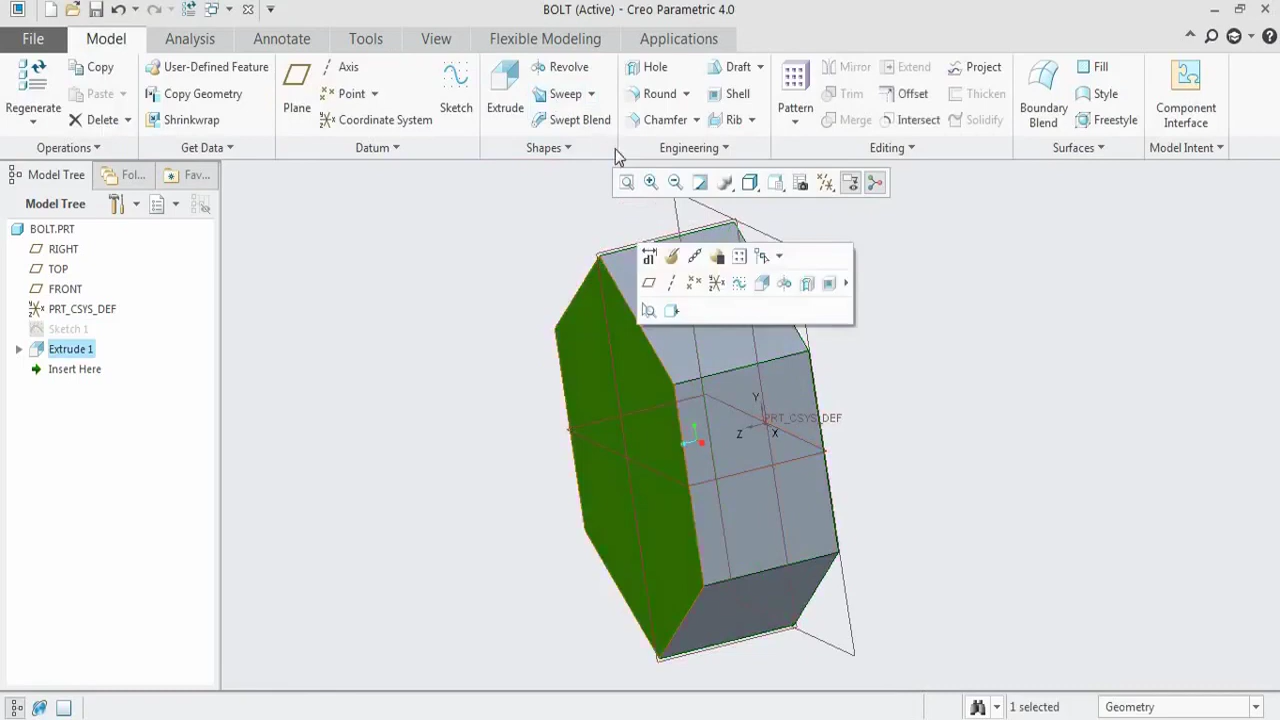 BOLT (Active) - Creo Parametric 4.0
File Model Analysis Annotate Tools View Flexible Modeling Applications
Regenerate
Copy
Paste
Delete
Operations
User-Defined Feature
Copy Geometry
Shrinkwrap
Get Data
Plane
Axis
Point
Coordinate System
Sketch
Datum
Extrude
Revolve
Sweep
Swept Blend
Shapes
Hole
Round
Chamfer
Draft
Shell
Rib
Engineering
Pattern
Mirror
Trim
Merge
Extend
Offset
Intersect
Project
Thicken
Solidify
Editing
Boundary
Blend
Fill
Style
Freestyle
Surfaces
Component
Interface
Model Intent
Model Tree Fol... Fav...
Model Tree
BOLT.PRT
RIGHT
TOP
FRONT
PRT_CSYS_DEF
Sketch 1
Extrude 1
Insert Here
Y
PRT_CSYS_DEF
Z
X
1 selected
Geometry